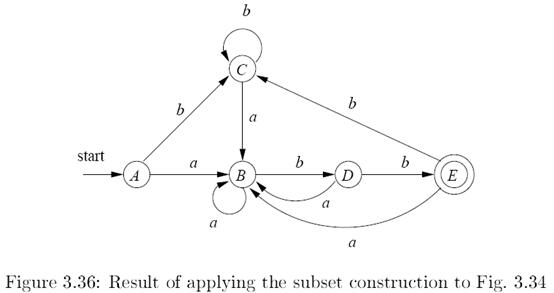 b
C
b
b
a
start
a
b
b
A
B
D
E
a
a
a
Figure 3.36: Result of applying the subset construction to Fig. 3.34